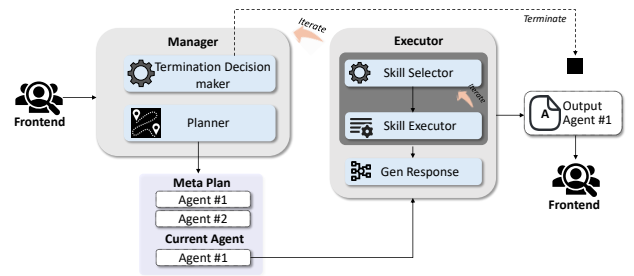 Iterate
Terminate
Manager
Executor
Termination Decision
maker
Skill Selector
Iterate
Frontend
Planner
Skill Executor
A
Output
Agent #1
Gen Response
Meta Plan
Agent #1
Agent #2
Current Agent
Agent #1
Frontend